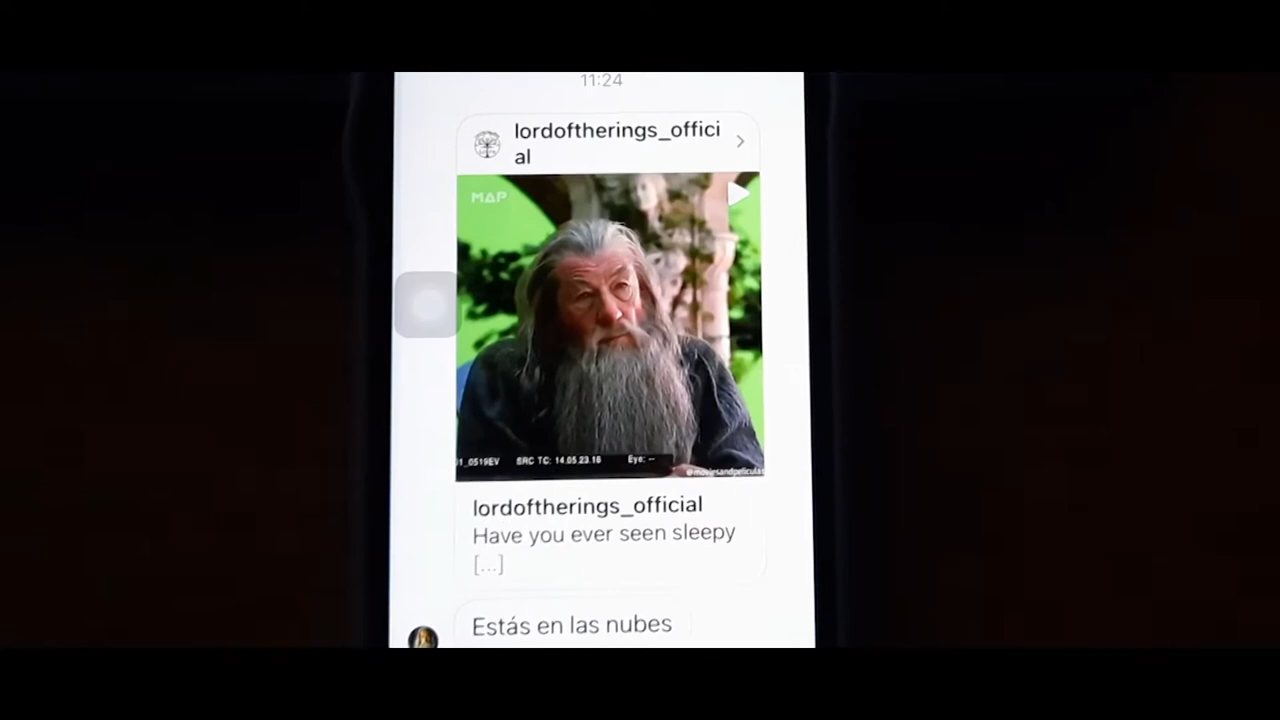 11:24
lordoftherings_offici
al
MAP
01_0519EV SRC TC: 14.05.23.16 Eye: --
@moviesandpeliculas
lordoftherings_official
Have you ever seen sleepy
[...]
Estás en las nubes